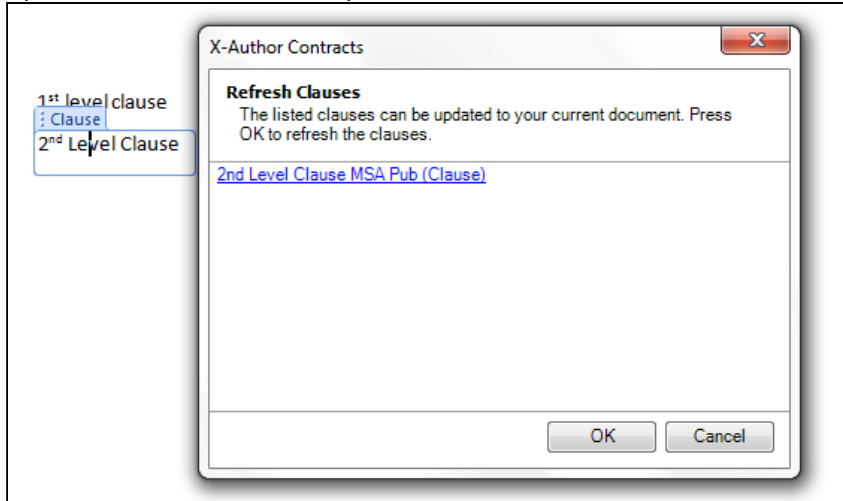 X-Author Contracts
Refresh Clauses
The listed clauses can be updated to your current document. Press
OK to refresh the clauses.
1st level clause
Clause
2nd Level Clause
2nd Level Clause MSA Pub (Clause)
OK Cancel